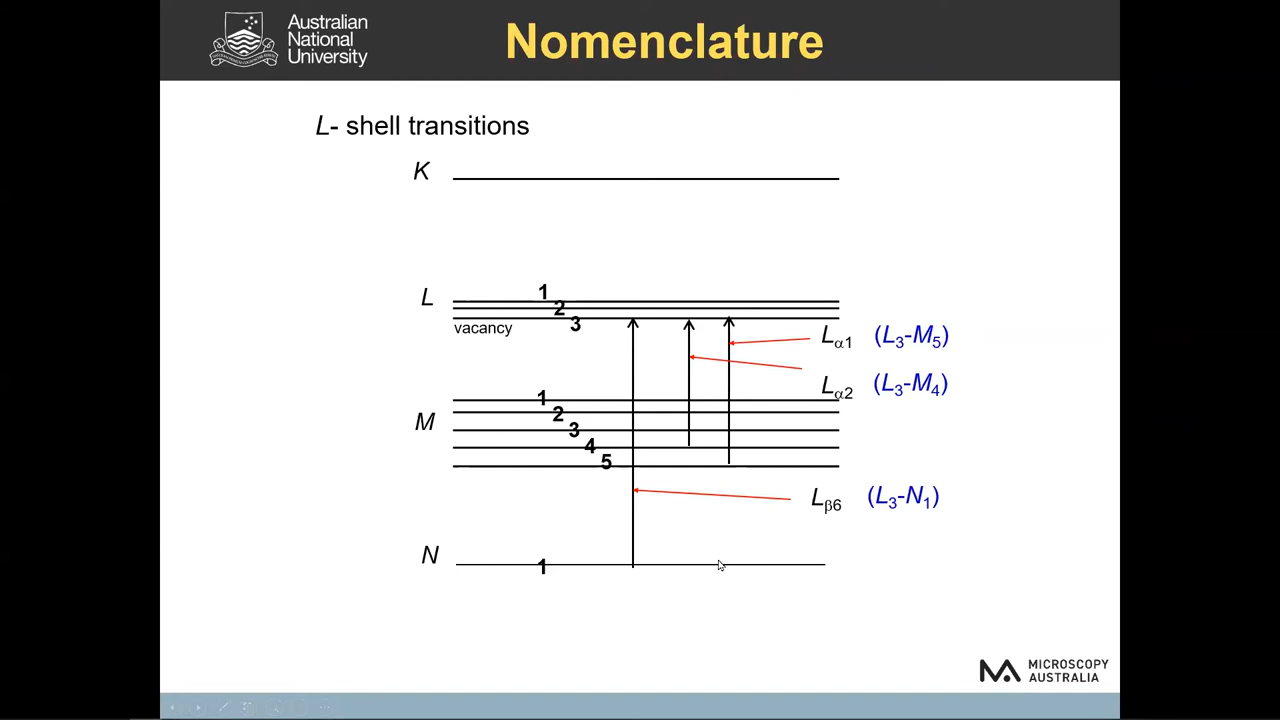 Australian
National
University
Nomenclature
L- shell transitions
K
L
1
2
3
vacancy
Lα1 (L3-M5)
Lα2 (L3-M4)
M
1
2
3
4
5
Lβ6 (L3-N1)
N
1
MICROSCOPY
AUSTRALIA